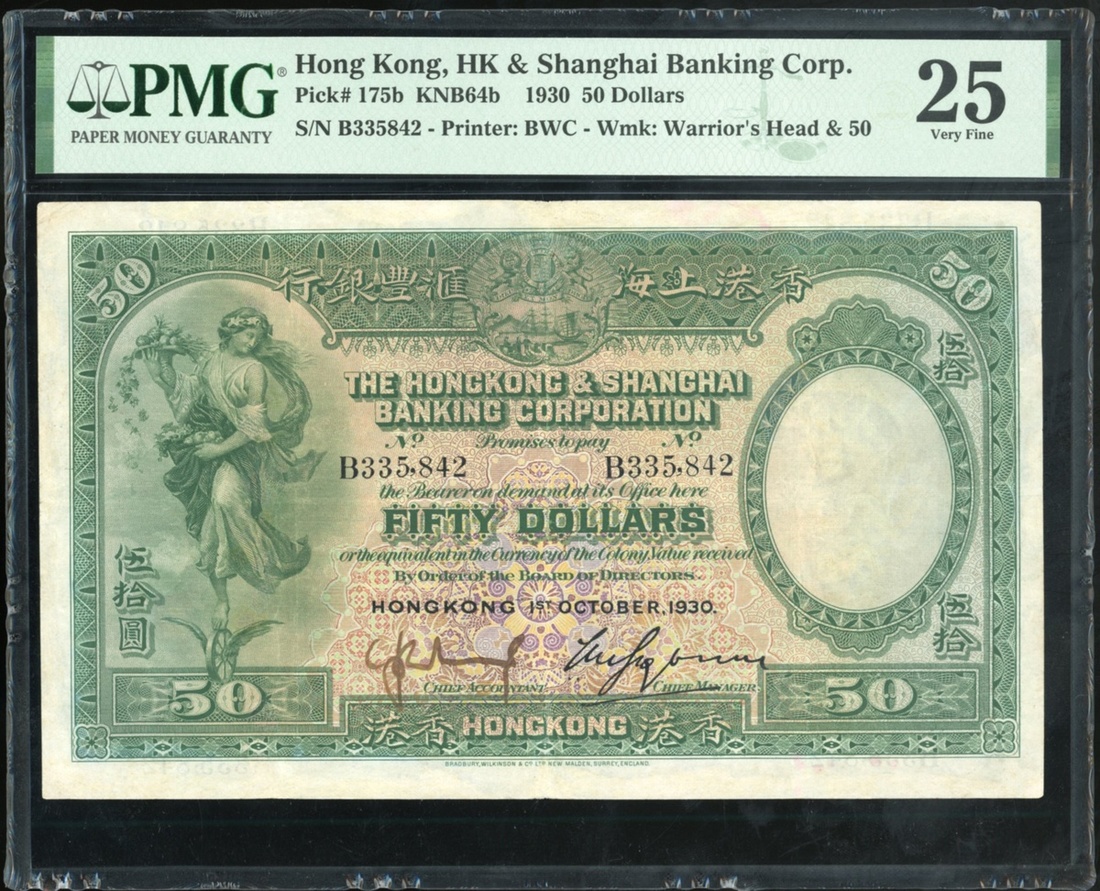 PMG®
PAPER MONEY GUARANTY
Hong Kong, HK & Shanghai Banking Corp.
Pick# 175b KNB64b 1930 50 Dollars
S/N B335842 - Printer: BWC - Wmk: Warrior's Head & 50
25
Very Fine
50
50
行銀豐滙 海上港香
伍拾
THE HONGKONG & SHANGHAI
BANKING CORPORATION
Nº Promises to pay Nº
B335,842 B335,842
the Bearer on demand at its Office here
FIFTY DOLLARS
or the equivalent in the Currency of the Colony Value received
By Order of the BOARD OF DIRECTORS.
HONGKONG 1ST OCTOBER, 1930.
伍拾圓
伍拾
CHIEF ACCOUNTANT. CHIEF MANAGER.
50
50
港香 HONGKONG 港香
BRADBURY, WILKINSON & Cº LTD NEW MALDEN, SURREY, ENGLAND.